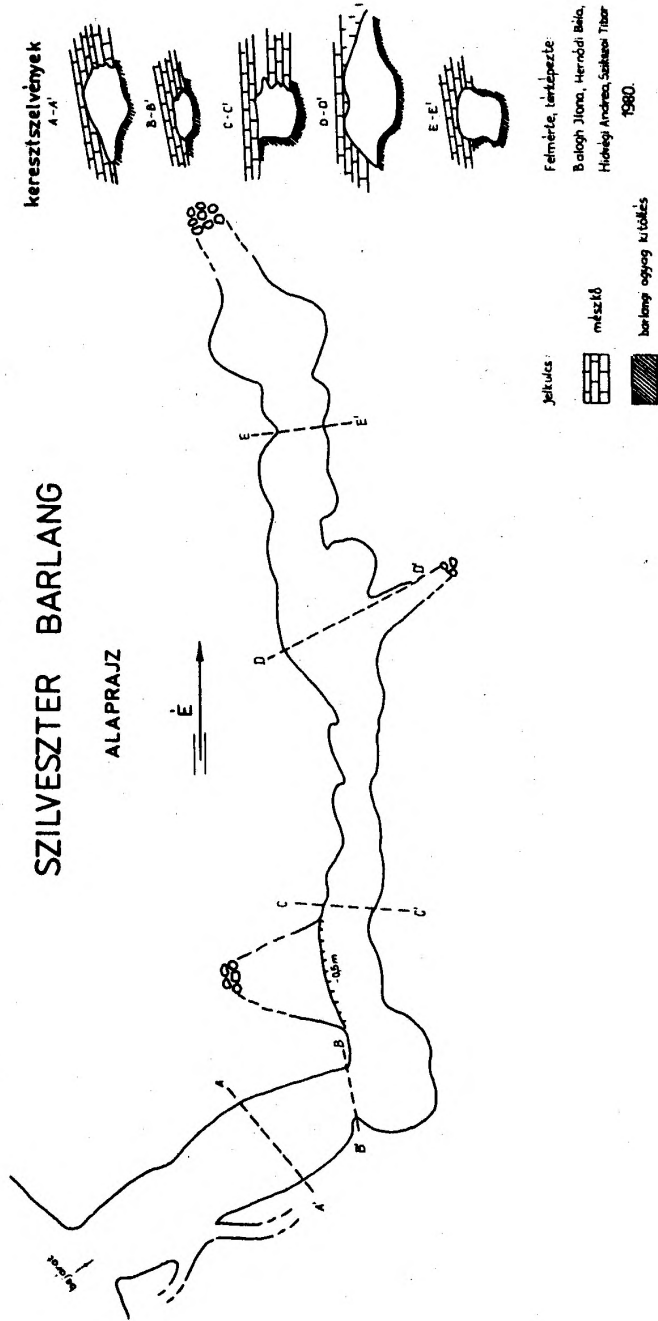 SZILVESZTER BARLANG
ALAPRAJZ
É
bejárat
A
A'
B
B'
C
C'
-0,5m
D
D'
E
E'
keresztszelvények
A-A'
B-B'
C-C'
D-D'
E-E'
jelkulcs:
mészkő
barlangi agyag kitöltés
Felmérte, térképezte:
Balogh Ilona, Hernádi Béla,
Hidvégi Andrea, Szikszai Tibor
1980.